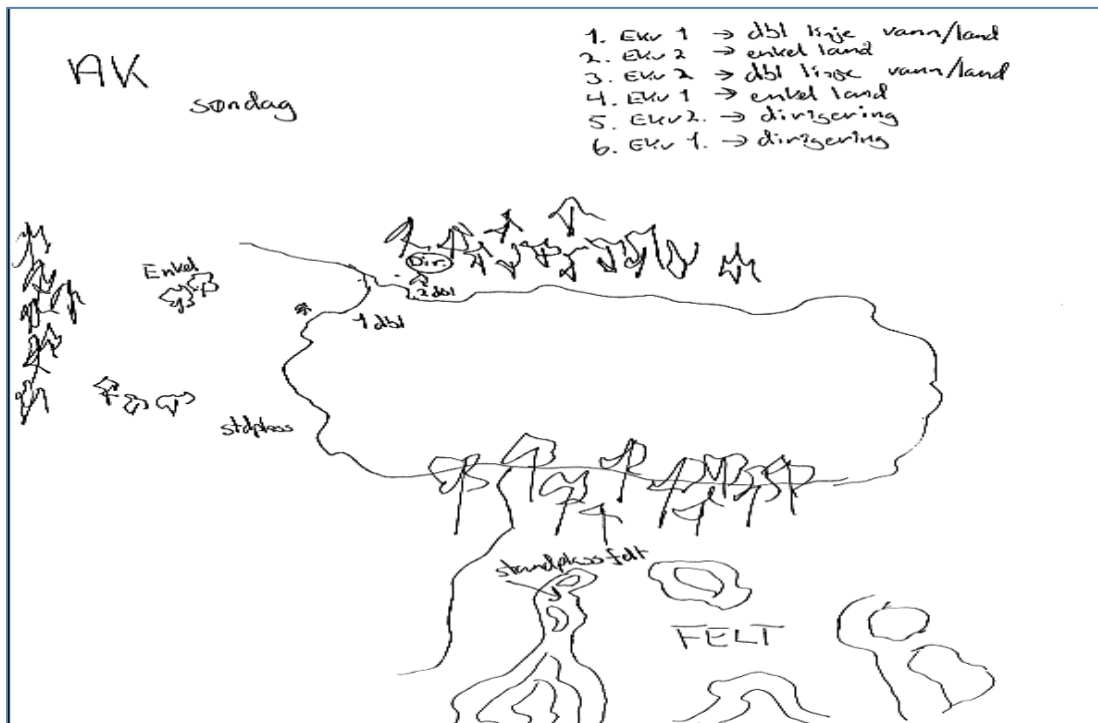 AK
søndag
1. Ekv 1 → dbl linje vann/land
2. Ekv 2 → enkel land
3. Ekv 2 → dbl linje vann/land
4. Ekv 1 → enkel land
5. Ekv 2. → dirigering
6. Ekv 1. → dirigering
Enkel
Dir.
2 dbl
1 dbl
stdplass
standplass felt
FELT